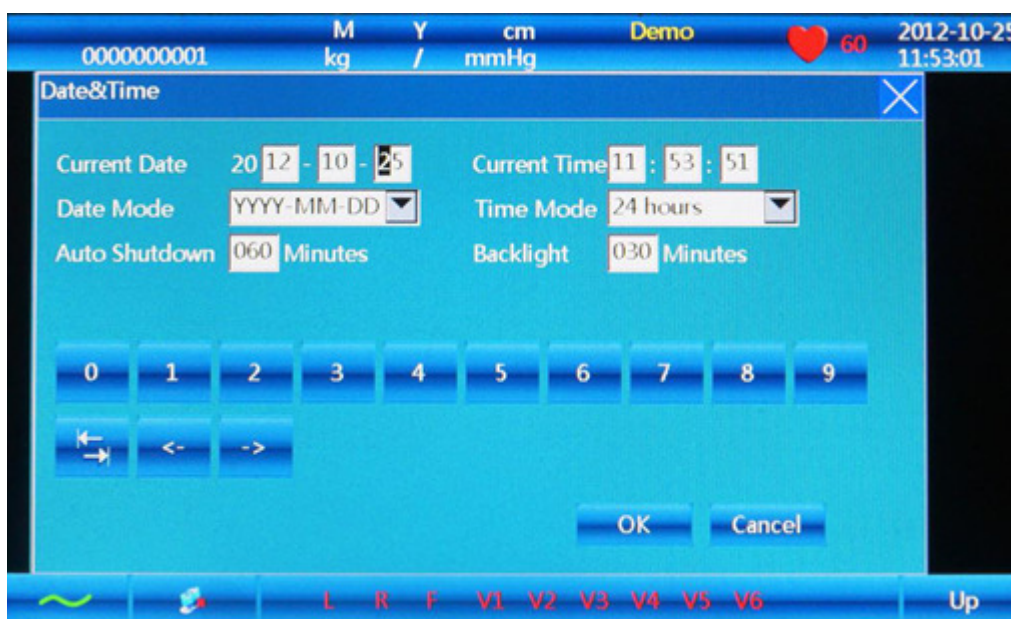 M Y cm Demo 2012-10-25
0000000001 kg / mmHg 60 11:53:01
Date&Time
Current Date 20 12 - 10 - 25 Current Time 11 : 53 : 51
Date Mode YYYY-MM-DD Time Mode 24 hours
Auto Shutdown 060 Minutes Backlight 030 Minutes
0 1 2 3 4 5 6 7 8 9
<- ->
OK Cancel
L R F V1 V2 V3 V4 V5 V6 Up